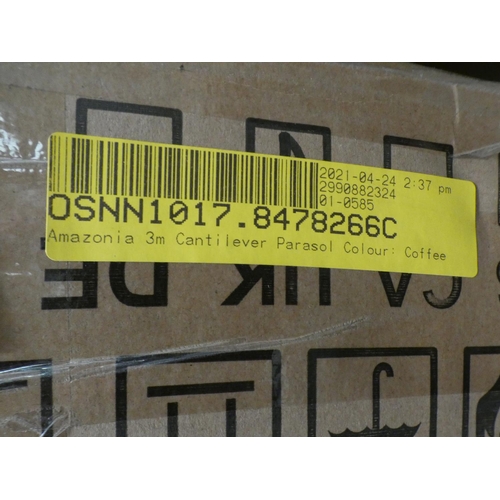 2021-04-24 2:37 pm
2990882324
01-0585
OSNN1017.8478266C
Amazonia 3m Cantilever Parasol Colour: Coffee